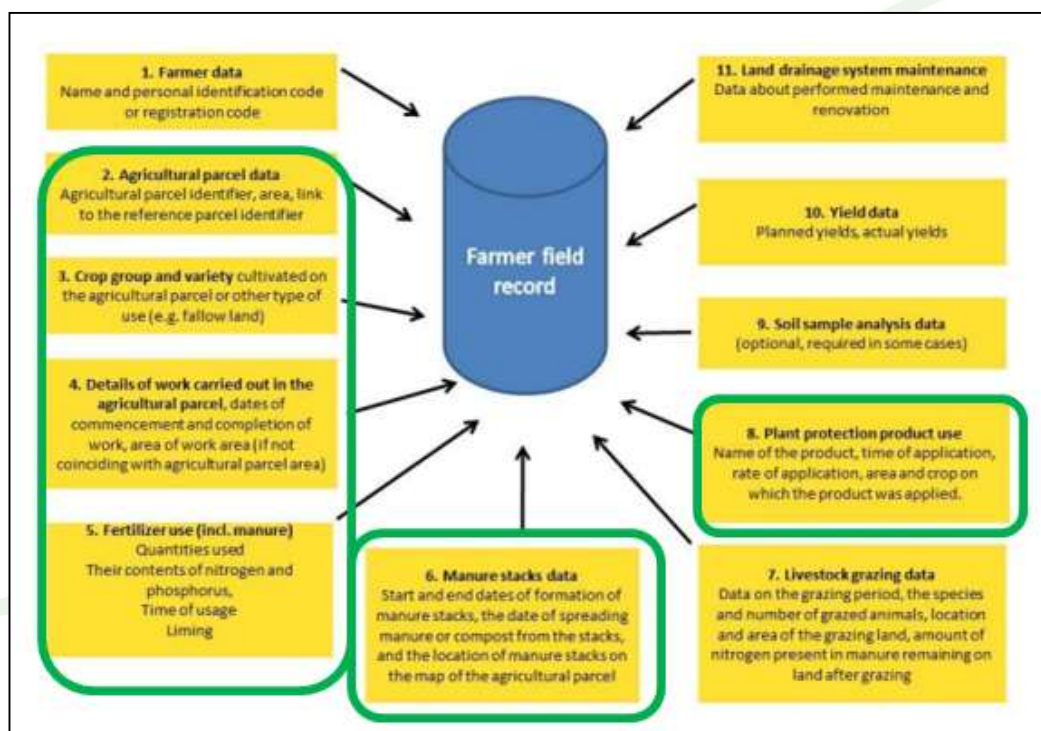 1. Farmer data
Name and personal identification code
or registration code
2. Agricultural parcel data
Agricultural parcel identifier, area, link
to the reference parcel identifier
3. Crop group and variety cultivated on
the agricultural parcel or other type of
use (e.g. fallow land)
4. Details of work carried out in the
agricultural parcel, dates of
commencement and completion of
work, area of work area (if not
coinciding with agricultural parcel area)
5. Fertilizer use (incl. manure)
Quantities used
Their contents of nitrogen and
phosphorus,
Time of usage
Liming
Farmer field
record
6. Manure stacks data
Start and end dates of formation of
manure stacks, the date of spreading
manure or compost from the stacks,
and the location of manure stacks on
the map of the agricultural parcel
11. Land drainage system maintenance
Data about performed maintenance and
renovation
10. Yield data
Planned yields, actual yields
9. Soil sample analysis data
(optional, required in some cases)
8. Plant protection product use
Name of the product, time of application,
rate of application, area and crop on
which the product was applied.
7. Livestock grazing data
Data on the grazing period, the species
and number of grazed animals, location
and area of the grazing land, amount of
nitrogen present in manure remaining on
land after grazing